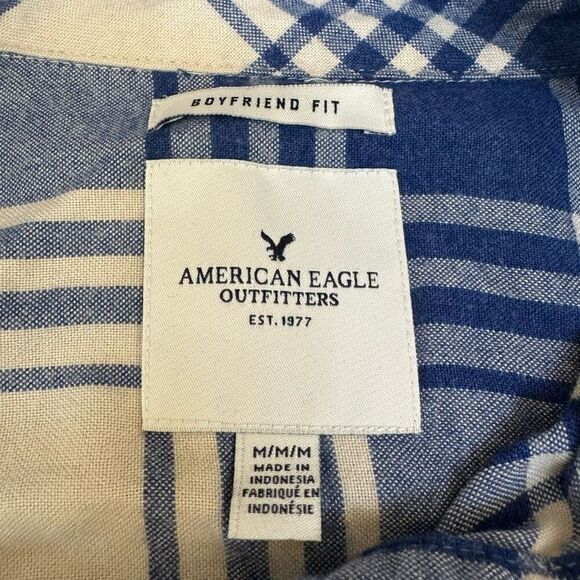 BOYFRIEND FIT
AMERICAN EAGLE
OUTFITTERS
EST. 1977
M/M/M
MADE IN
INDONESIA
FABRIQUÉ EN
INDONÉSIE